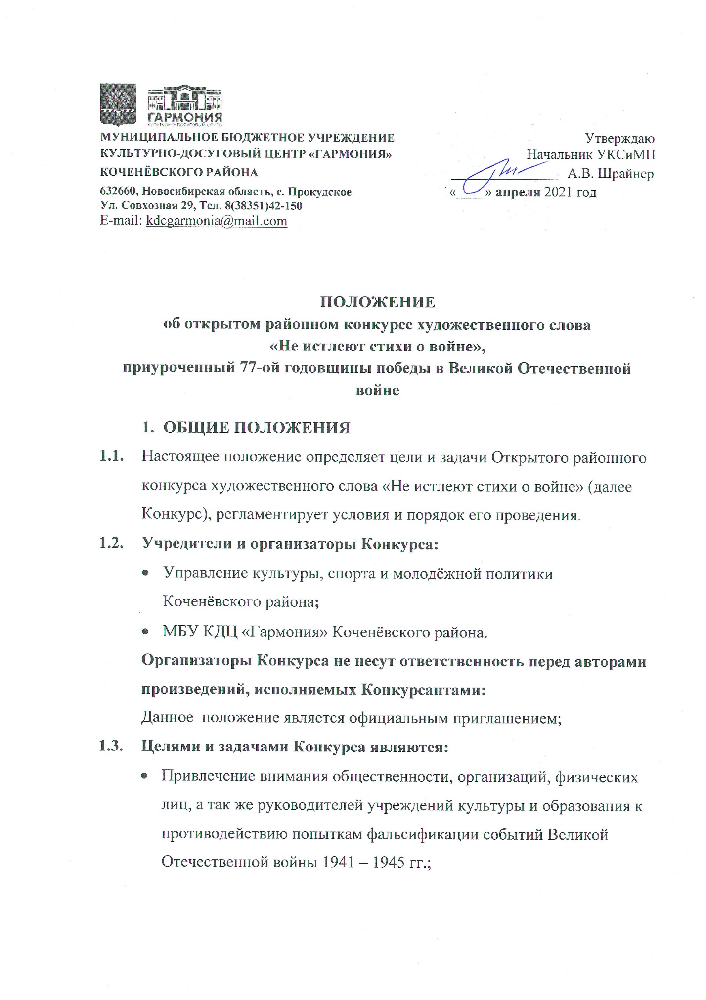 ГАРМОНИЯ
КУЛЬТУРНО-ДОСУГОВЫЙ ЦЕНТР
МУНИЦИПАЛЬНОЕ БЮДЖЕТНОЕ УЧРЕЖДЕНИЕ
КУЛЬТУРНО-ДОСУГОВЫЙ ЦЕНТР «ГАРМОНИЯ»
КОЧЕНЁВСКОГО РАЙОНА
632660, Новосибирская область, с. Прокудское
Ул. Совхозная 29, Тел. 8(38351)42-150
E-mail: kdcgarmonia@mail.com
Утверждаю
Начальник УКСиМП
_______________ А.В. Шрайнер
«____» апреля 2021 год
ПОЛОЖЕНИЕ
об открытом районном конкурсе художественного слова
«Не истлеют стихи о войне»,
приуроченный 77-ой годовщины победы в Великой Отечественной
войне
1. ОБЩИЕ ПОЛОЖЕНИЯ
1.1. Настоящее положение определяет цели и задачи Открытого районного
конкурса художественного слова «Не истлеют стихи о войне» (далее
Конкурс), регламентирует условия и порядок его проведения.
1.2. Учредители и организаторы Конкурса:
• Управление культуры, спорта и молодёжной политики
Коченёвского района;
• МБУ КДЦ «Гармония» Коченёвского района.
Организаторы Конкурса не несут ответственность перед авторами
произведений, исполняемых Конкурсантами:
Данное положение является официальным приглашением;
1.3. Целями и задачами Конкурса являются:
• Привлечение внимания общественности, организаций, физических
лиц, а так же руководителей учреждений культуры и образования к
противодействию попыткам фальсификации событий Великой
Отечественной войны 1941 – 1945 гг.;